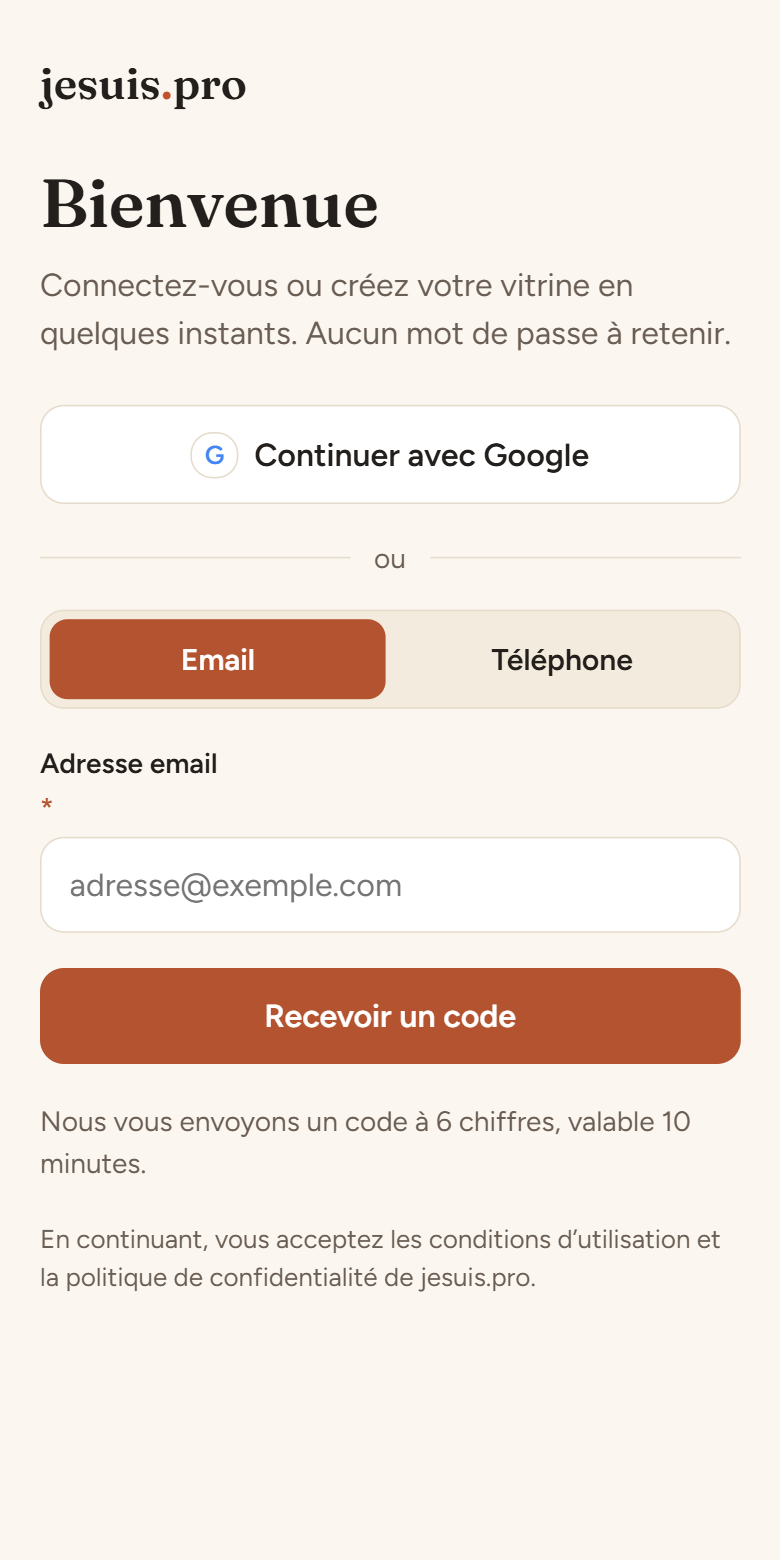 jesuis.pro
Bienvenue
Connectez-vous ou créez votre vitrine en
quelques instants. Aucun mot de passe à retenir.
G Continuer avec Google
ou
Email Téléphone
Adresse email
*
adresse@exemple.com
Recevoir un code
Nous vous envoyons un code à 6 chiffres, valable 10
minutes.
En continuant, vous acceptez les conditions d’utilisation et
la politique de confidentialité de jesuis.pro.